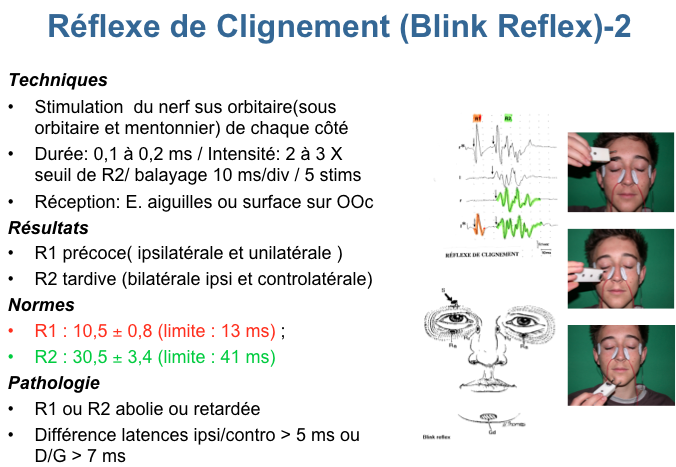 Réflexe de Clignement (Blink Reflex)-2
Techniques
• Stimulation du nerf sus orbitaire(sous
orbitaire et mentonnier) de chaque côté
• Durée: 0,1 à 0,2 ms / Intensité: 2 à 3 X
seuil de R2/ balayage 10 ms/div / 5 stims
• Réception: E. aiguilles ou surface sur OOc
Résultats
• R1 précoce( ipsilatérale et unilatérale )
• R2 tardive (bilatérale ipsi et controlatérale)
Normes
• R1 : 10,5 ± 0,8 (limite : 13 ms) ;
• R2 : 30,5 ± 3,4 (limite : 41 ms)
Pathologie
• R1 ou R2 abolie ou retardée
• Différence latences ipsi/contro > 5 ms ou
D/G > 7 ms
R1 R2
RÉFLEXE DE CLIGNEMENT
S
Re Re
Gd
Blink reflex